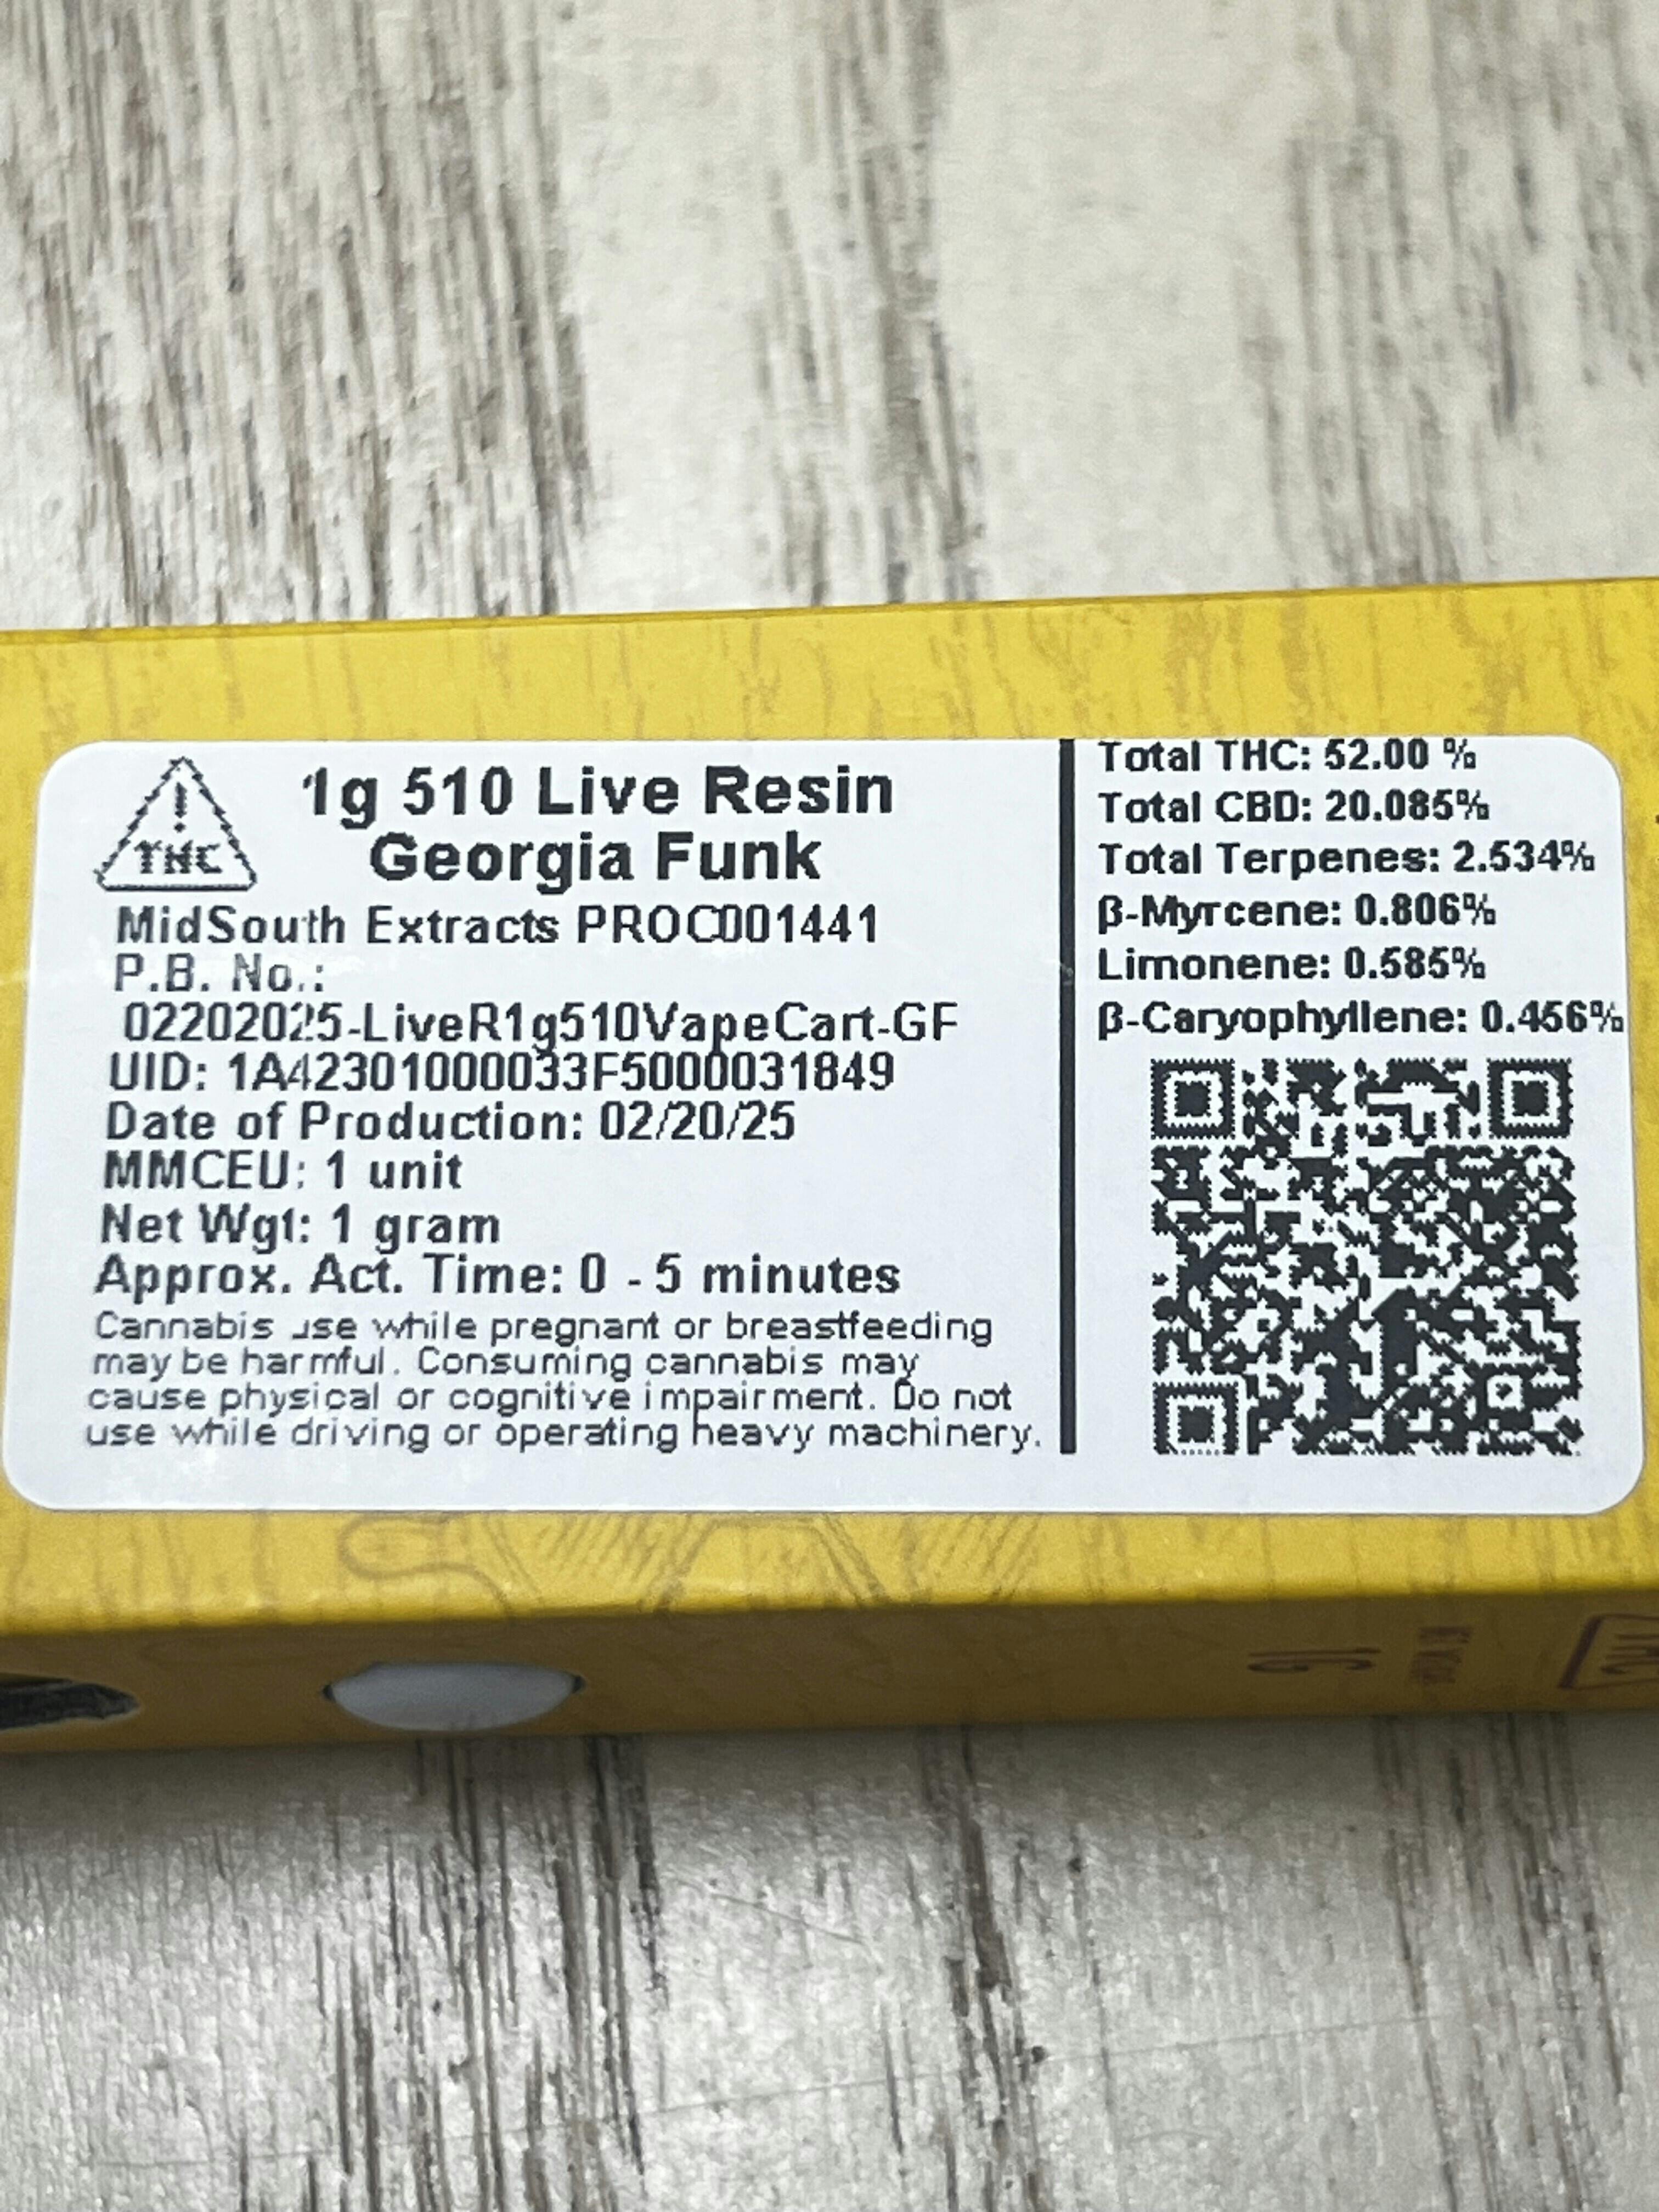 ! THC
1g 510 Live Resin
Georgia Funk
MidSouth Extracts PROC001441
P.B. No.:
02202025-LiveR1g510VapeCart-GF
UID: 1A42301000033F5000031849
Date of Production: 02/20/25
MMCEU: 1 unit
Net Wgt: 1 gram
Approx. Act. Time: 0 - 5 minutes
Cannabis use while pregnant or breastfeeding
may be harmful. Consuming cannabis may
cause physical or cognitive impairment. Do not
use while driving or operating heavy machinery.
Total THC: 52.00 %
Total CBD: 20.085%
Total Terpenes: 2.534%
β-Myrcene: 0.806%
Limonene: 0.585%
β-Caryophyllene: 0.456%
1G